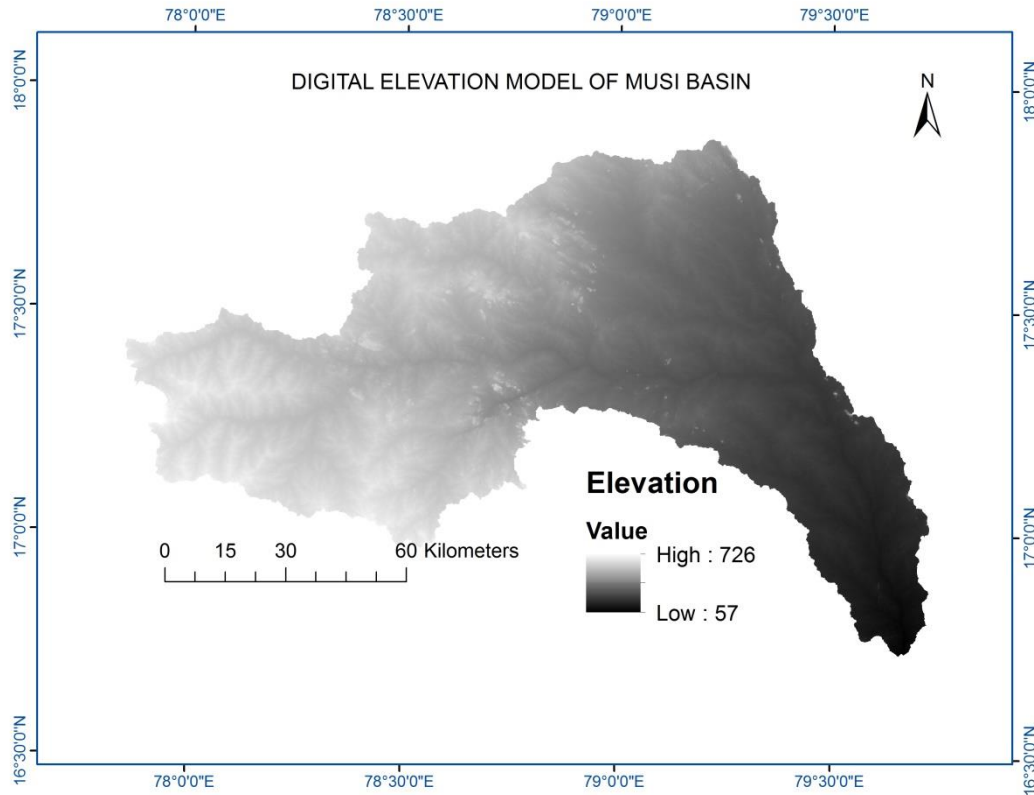 78°0'0"E 78°30'0"E 79°0'0"E 79°30'0"E
18°0'0"N
DIGITAL ELEVATION MODEL OF MUSI BASIN
N
18°0'0"N
17°30'0"N
17°30'0"N
Elevation
Value
High : 726
Low : 57
17°0'0"N
0 15 30 60 Kilometers
17°0'0"N
16°30'0"N
16°30'0"N
78°0'0"E 78°30'0"E 79°0'0"E 79°30'0"E